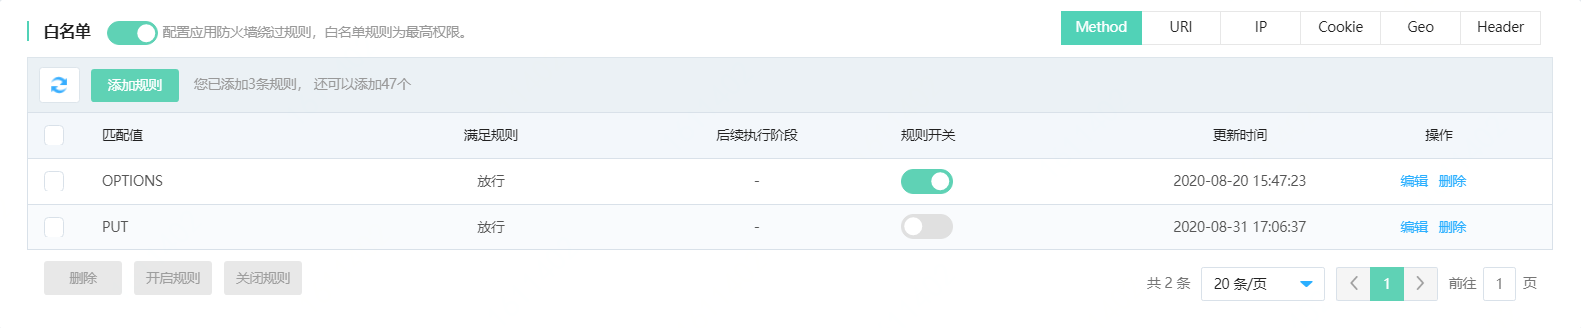 白名单 配置应用防火墙绕过规则，白名单规则为最高权限。 Method URI IP Cookie Geo Header
添加规则 您已添加3条规则， 还可以添加47个
匹配值 满足规则 后续执行阶段 规则开关 更新时间 操作
OPTIONS 放行 - 2020-08-20 15:47:23 编辑 删除
PUT 放行 - 2020-08-31 17:06:37 编辑 删除
删除 开启规则 关闭规则 共 2 条 20 条/页 1 前往 1 页